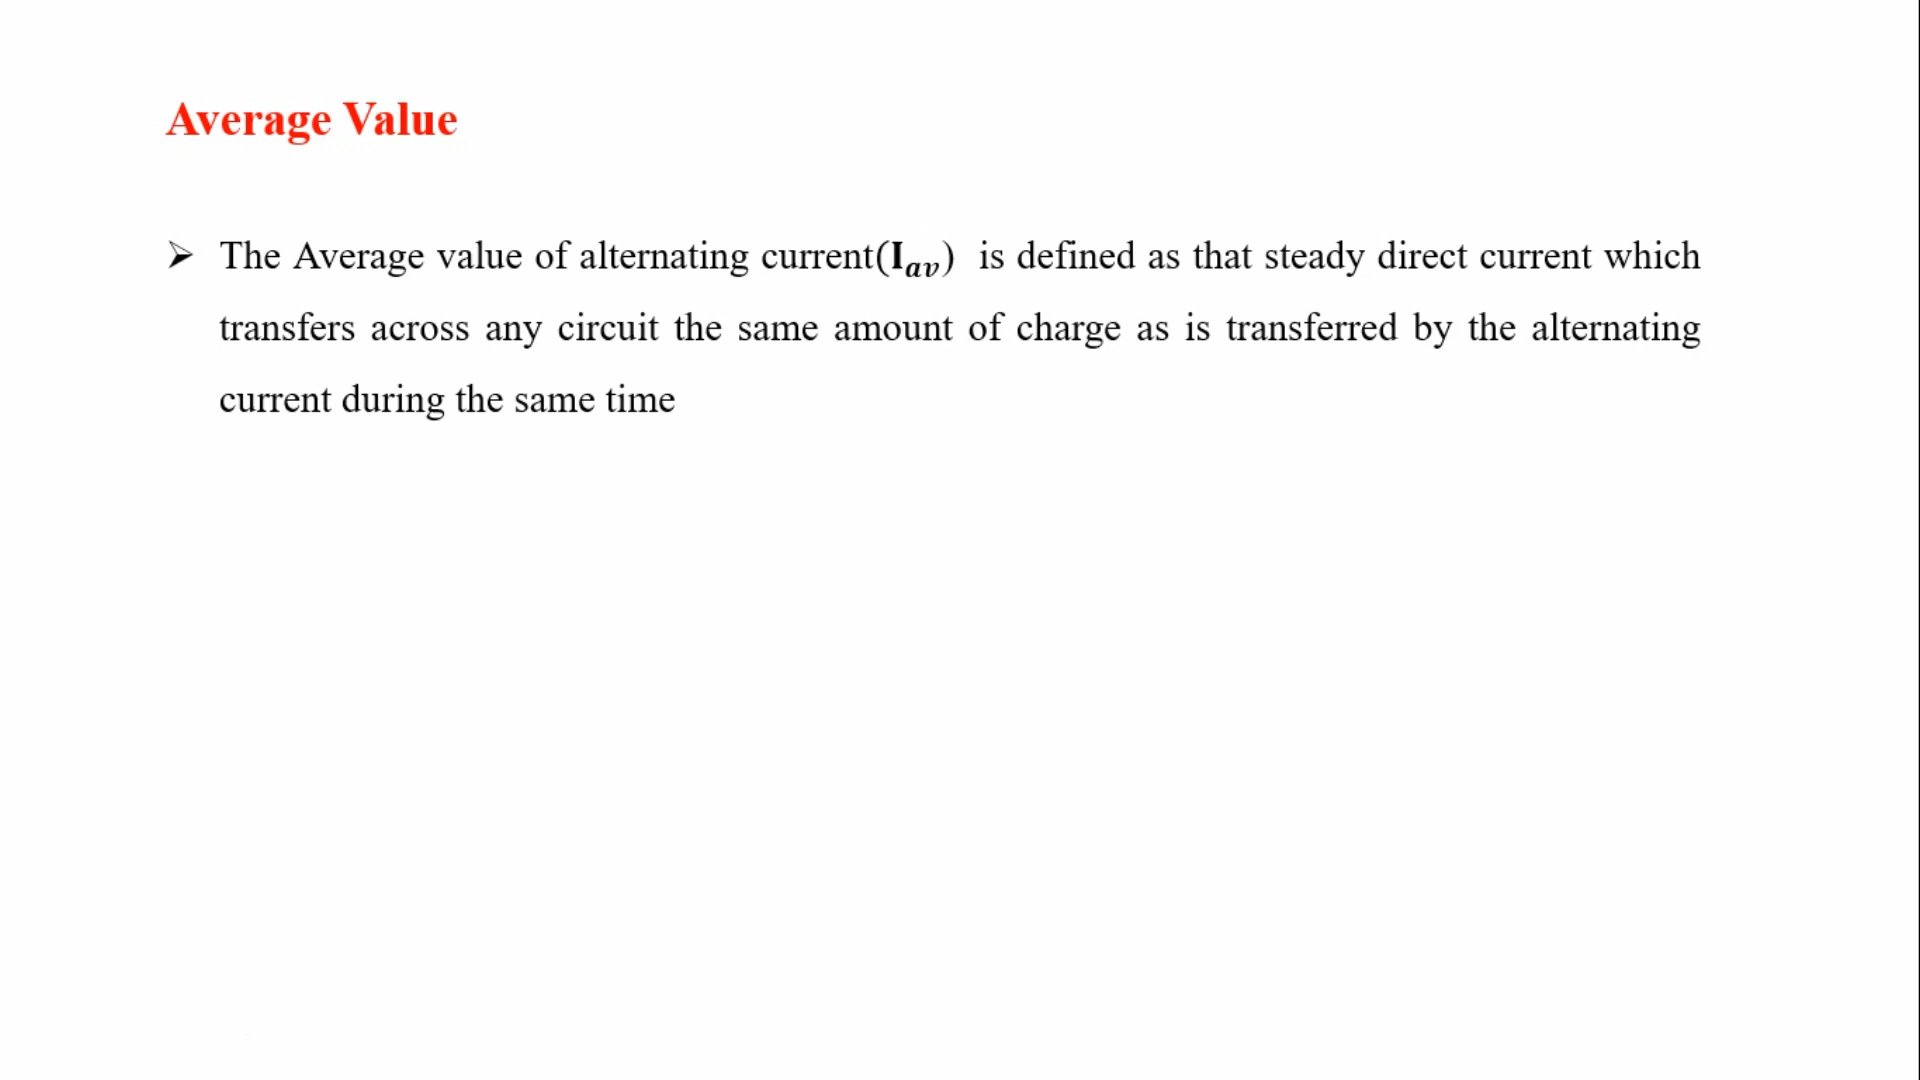 Average Value
➢ The Average value of alternating current(I𝒂𝒗) is defined as that steady direct current which
transfers across any circuit the same amount of charge as is transferred by the alternating
current during the same time